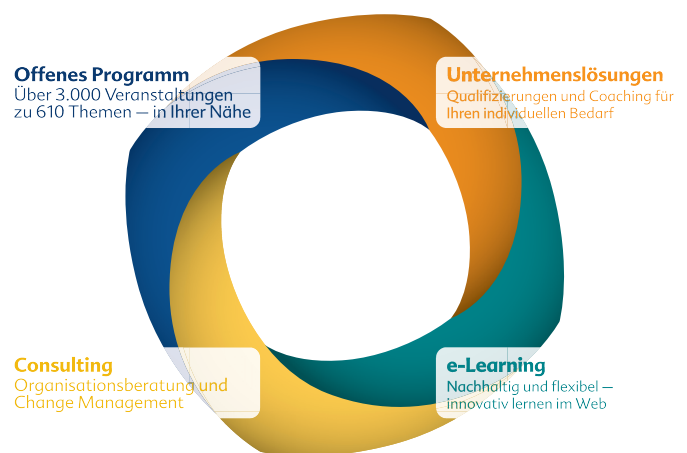 Offenes Programm
Über 3.000 Veranstaltungen
zu 610 Themen – in Ihrer Nähe
Unternehmenslösungen
Qualifizierungen und Coaching für
Ihren individuellen Bedarf
Consulting
Organisationsberatung und
Change Management
e-Learning
Nachhaltig und flexibel –
innovativ lernen im Web